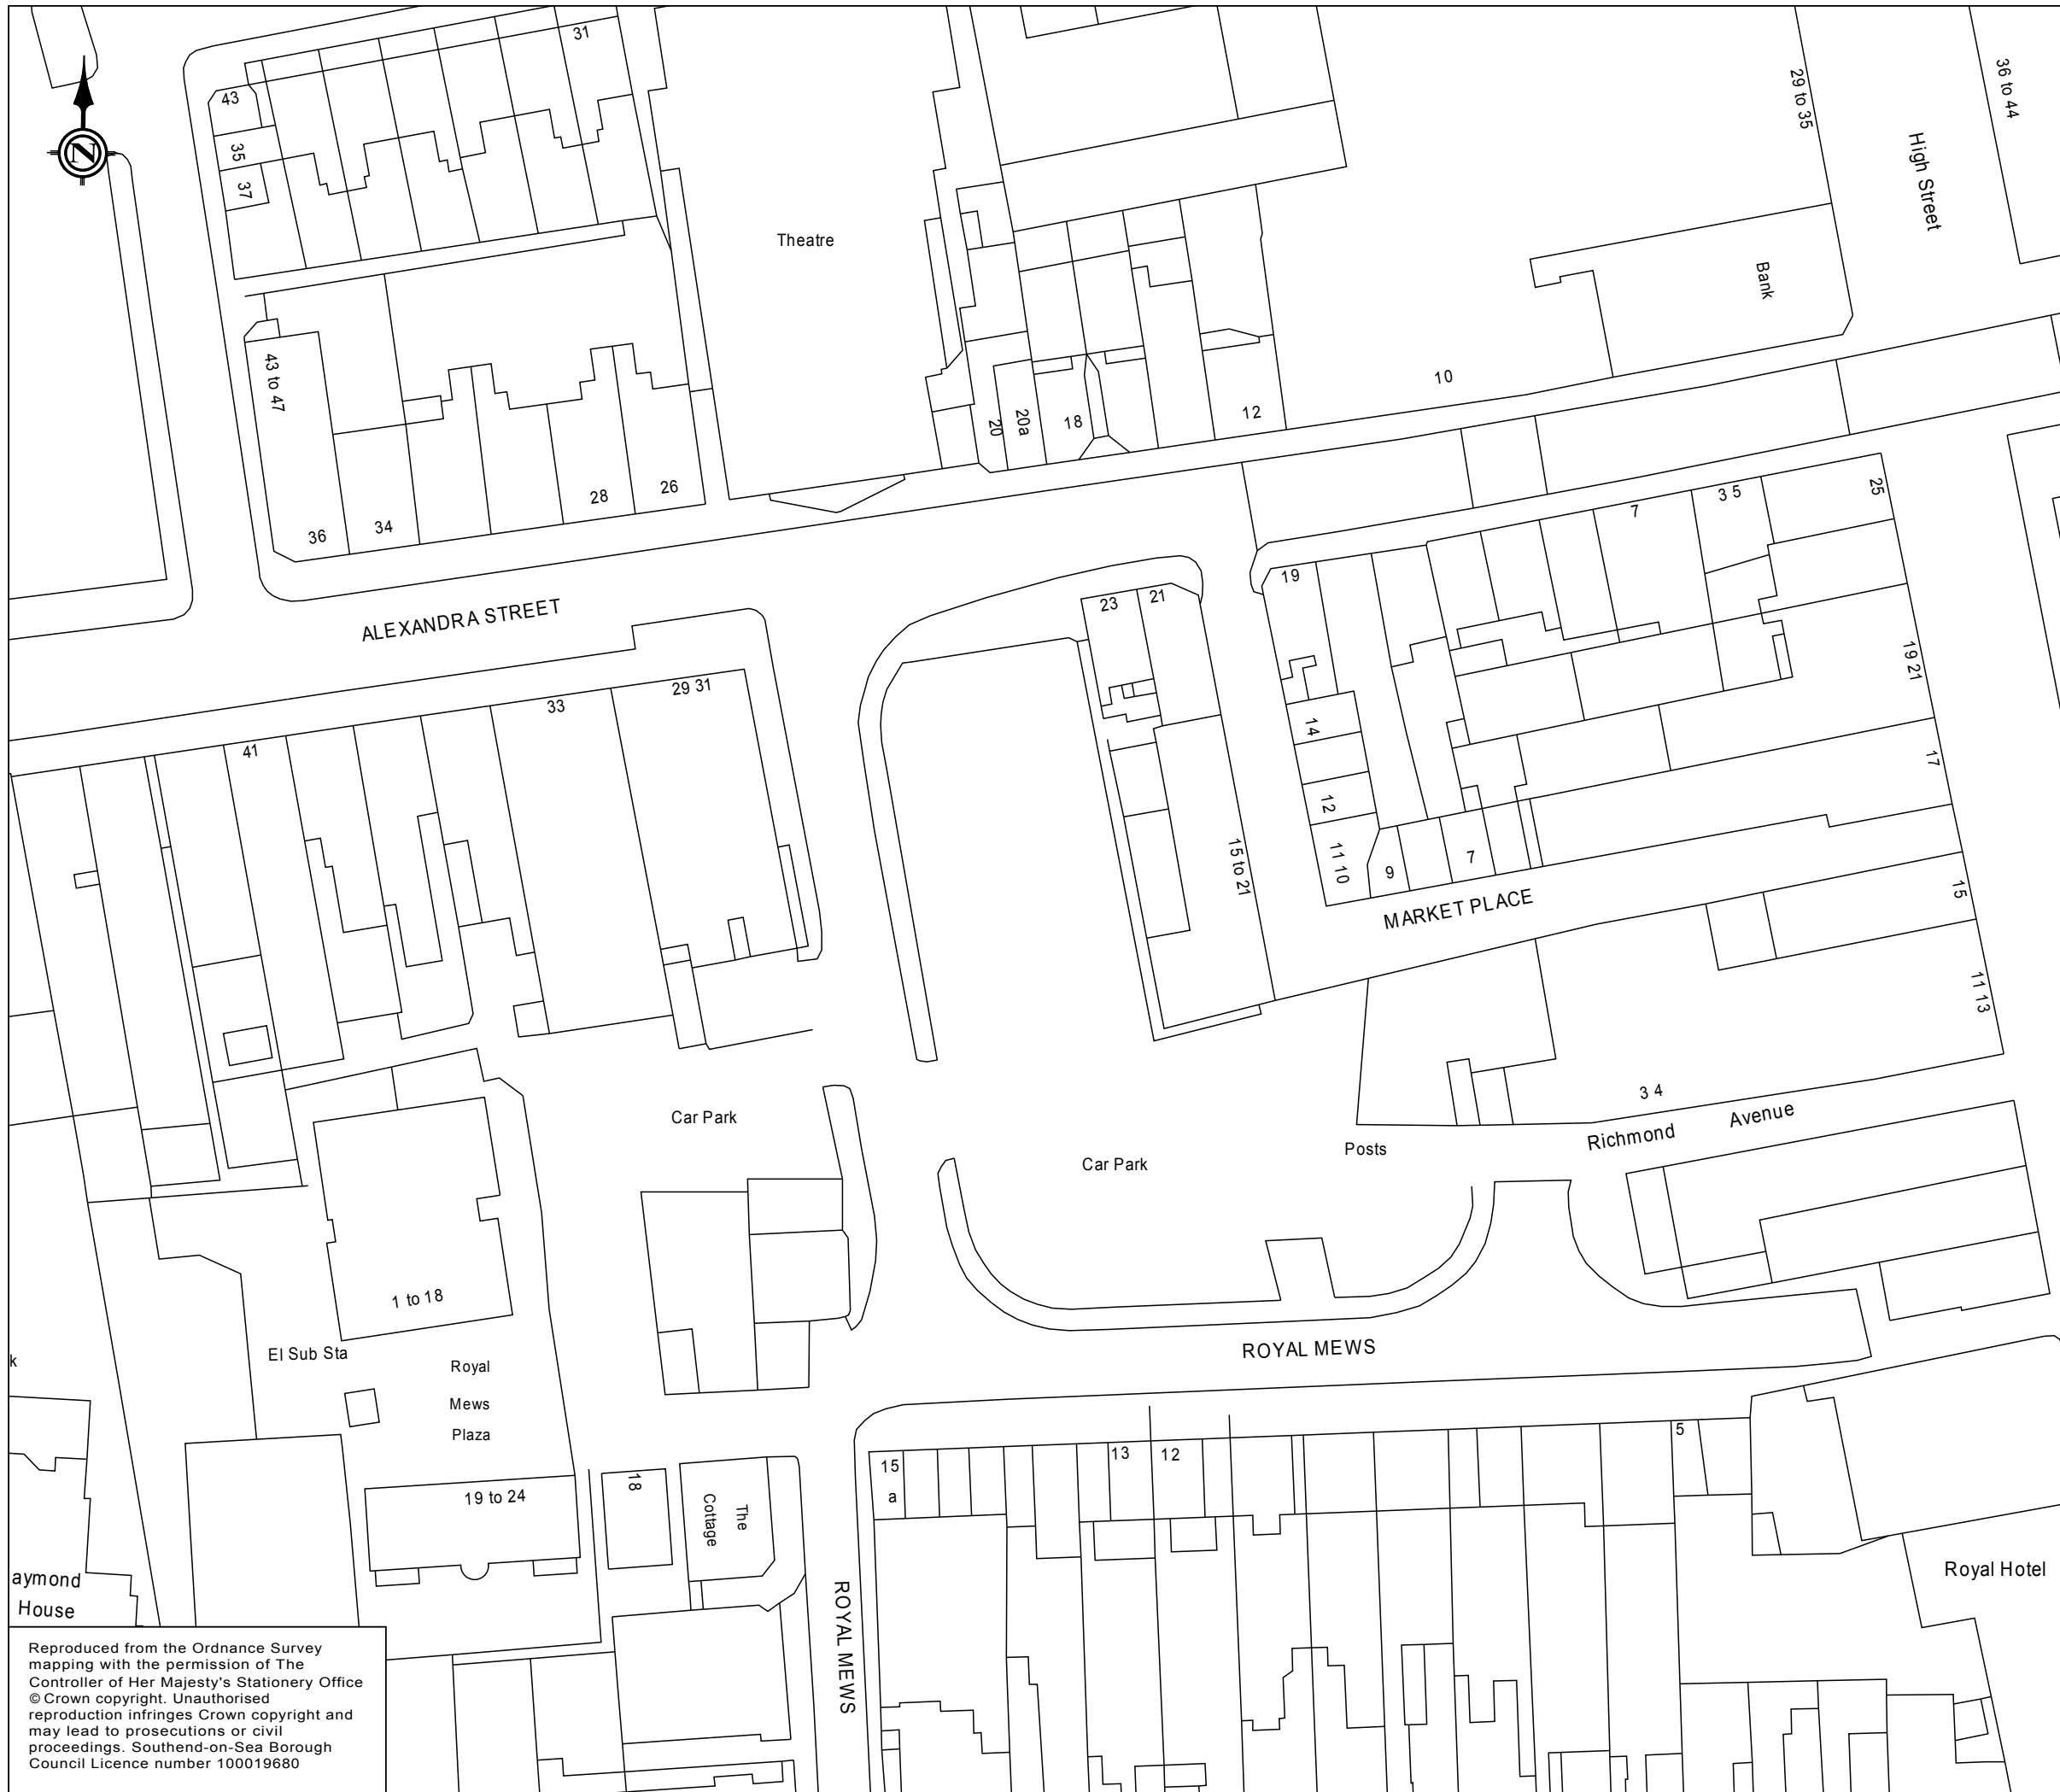 31
43
35
37
N
Theatre
29 to 35
36 to 44
High Street
Bank
43 to 47
10
12
18
20a
20
26
28
34
36
ALEXANDRA STREET
25
3 5
7
19
21
23
19 21
14
12
11 10
9
7
17
15 to 21
MARKET PLACE
15
11 13
29 31
33
41
Car Park
Car Park
Posts
3 4
Richmond Avenue
1 to 18
El Sub Sta
k
Royal
Mews
Plaza
ROYAL MEWS
19 to 24
18
The
Cottage
15
a
13
12
5
Royal Hotel
ROYAL MEWS
aymond
House
Reproduced from the Ordnance Survey
mapping with the permission of The
Controller of Her Majesty's Stationery Office
© Crown copyright. Unauthorised
reproduction infringes Crown copyright and
may lead to prosecutions or civil
proceedings. Southend-on-Sea Borough
Council Licence number 100019680